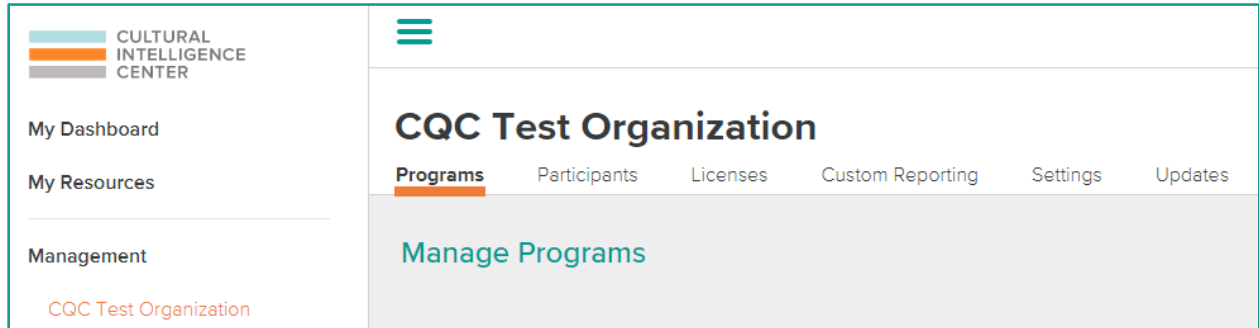 CULTURAL
INTELLIGENCE
CENTER
My Dashboard
My Resources
Management
CQC Test Organization
CQC Test Organization
Programs Participants Licenses Custom Reporting Settings Updates
Manage Programs